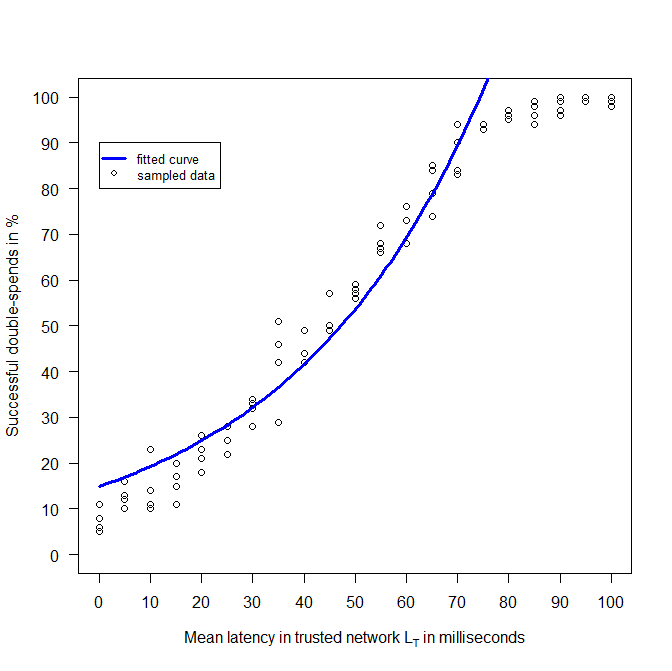 100
90
80
70
60
50
40
30
20
10
0
Successful double-spends in %
fitted curve
sampled data
0 10 20 30 40 50 60 70 80 90 100
Mean latency in trusted network L_T in milliseconds